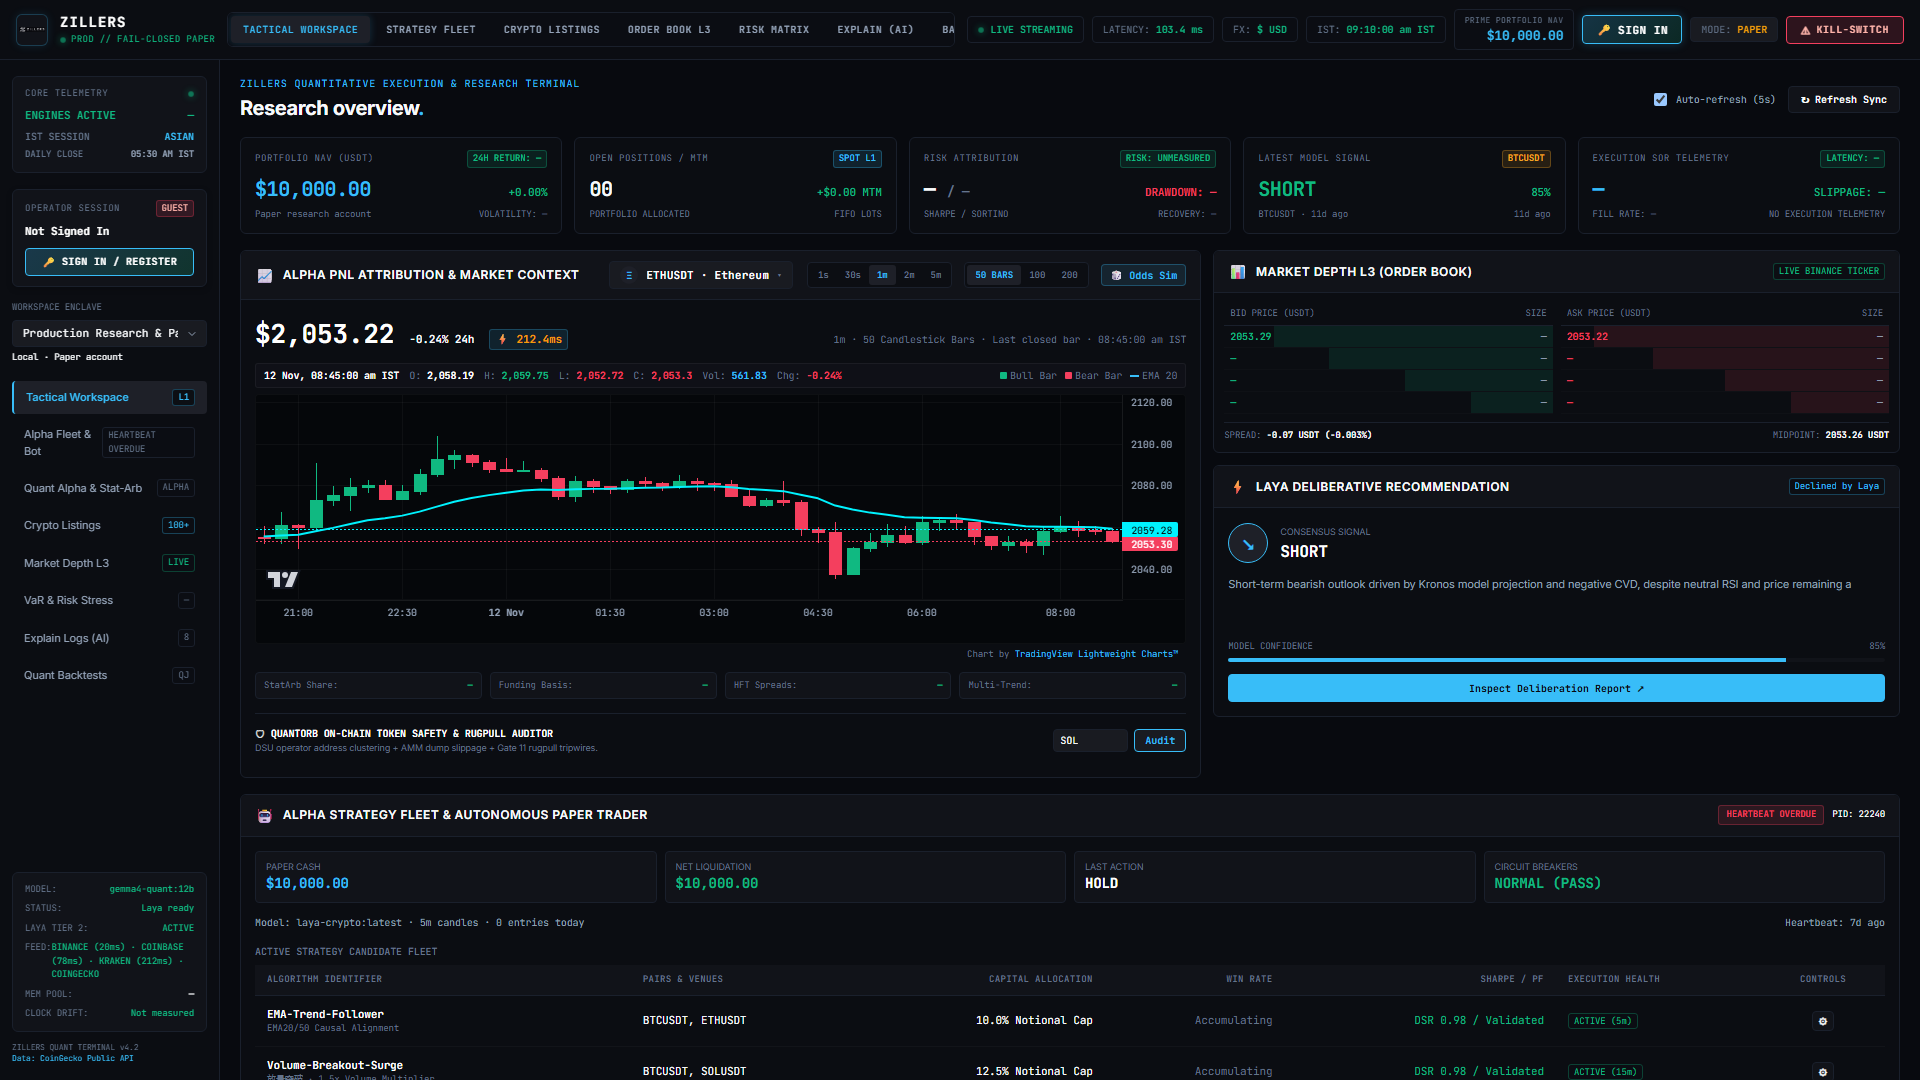 ZILLERS
PROD // FAIL-CLOSED PAPER
TACTICAL WORKSPACE
STRATEGY FLEET
CRYPTO LISTINGS
ORDER BOOK L3
RISK MATRIX
EXPLAIN (AI)
BA
LIVE STREAMING
LATENCY: 103.4 ms
FX: $ USD
IST: 09:10:00 am IST
PRIME PORTFOLIO NAV
$10,000.00
🔑 SIGN IN
MODE: PAPER
⚠ KILL-SWITCH
CORE TELEMETRY
ENGINES ACTIVE —
IST SESSION ASIAN
DAILY CLOSE 05:30 AM IST
OPERATOR SESSION GUEST
Not Signed In
🔑 SIGN IN / REGISTER
WORKSPACE ENCLAVE
Production Research & Pa
Local · Paper account
Tactical Workspace L1
Alpha Fleet & Bot HEARTBEAT OVERDUE
Quant Alpha & Stat-Arb ALPHA
Crypto Listings 100+
Market Depth L3 LIVE
VaR & Risk Stress —
Explain Logs (AI) 8
Quant Backtests QJ
MODEL: gemma4-quant:12b
STATUS: Laya ready
LAYA TIER 2: ACTIVE
FEED: BINANCE (20ms) · COINBASE
(78ms) · KRAKEN (212ms) ·
COINGECKO
MEM POOL: —
CLOCK DRIFT: Not measured
ZILLERS QUANT TERMINAL v4.2
Data: CoinGecko Public API
ZILLERS QUANTITATIVE EXECUTION & RESEARCH TERMINAL
Research overview.
Auto-refresh (5s)
↻ Refresh Sync
PORTFOLIO NAV (USDT) 24H RETURN: —
$10,000.00 +0.00%
Paper research account VOLATILITY: —
OPEN POSITIONS / MTM SPOT L1
00 +$0.00 MTM
PORTFOLIO ALLOCATED FIFO LOTS
RISK ATTRIBUTION RISK: UNMEASURED
— / — DRAWDOWN: —
SHARPE / SORTINO RECOVERY: —
LATEST MODEL SIGNAL BTCUSDT
SHORT 85%
BTCUSDT · 11d ago 11d ago
EXECUTION SOR TELEMETRY LATENCY: —
— SLIPPAGE: —
FILL RATE: — NO EXECUTION TELEMETRY
ALPHA PNL ATTRIBUTION & MARKET CONTEXT
Ξ ETHUSDT · Ethereum ·
1s 30s 1m 2m 5m
50 BARS 100 200
Odds Sim
$2,053.22 -0.24% 24h ⚡ 212.4ms
1m · 50 Candlestick Bars · Last closed bar · 08:45:00 am IST
12 Nov, 08:45:00 am IST O: 2,058.19 H: 2,059.75 L: 2,052.72 C: 2,053.3 Vol: 561.83 Chg: -0.24%
Bull Bar Bear Bar EMA 20
2120.00
2100.00
2080.00
2059.28
2053.30
2040.00
21:00 22:30 12 Nov 01:30 03:00 04:30 06:00 08:00
Chart by TradingView Lightweight Charts™
StatArb Share: —
Funding Basis: —
HFT Spreads: —
Multi-Trend: —
QUANTORB ON-CHAIN TOKEN SAFETY & RUGPULL AUDITOR
DSU operator address clustering + AMM dump slippage + Gate 11 rugpull tripwires.
SOL
Audit
MARKET DEPTH L3 (ORDER BOOK)
LIVE BINANCE TICKER
BID PRICE (USDT) SIZE ASK PRICE (USDT) SIZE
2053.29 — 2053.22 —
— — — —
— — — —
— — — —
SPREAD: -0.07 USDT (-0.003%)
MIDPOINT: 2053.26 USDT
LAYA DELIBERATIVE RECOMMENDATION
Declined by Laya
CONSENSUS SIGNAL
SHORT
Short-term bearish outlook driven by Kronos model projection and negative CVD, despite neutral RSI and price remaining a
MODEL CONFIDENCE 85%
Inspect Deliberation Report ↗
ALPHA STRATEGY FLEET & AUTONOMOUS PAPER TRADER
HEARTBEAT OVERDUE PID: 22240
PAPER CASH
$10,000.00
NET LIQUIDATION
$10,000.00
LAST ACTION
HOLD
CIRCUIT BREAKERS
NORMAL (PASS)
Model: laya-crypto:latest · 5m candles · 0 entries today
Heartbeat: 7d ago
ACTIVE STRATEGY CANDIDATE FLEET
ALGORITHM IDENTIFIER PAIRS & VENUES CAPITAL ALLOCATION WIN RATE SHARPE / PF EXECUTION HEALTH CONTROLS
EMA-Trend-Follower BTCUSDT, ETHUSDT 10.0% Notional Cap Accumulating DSR 0.98 / Validated ACTIVE (5m)
EMA20/50 Causal Alignment
Volume-Breakout-Surge BTCUSDT, SOLUSDT 12.5% Notional Cap Accumulating DSR 0.98 / Validated ACTIVE (15m)
1.5x Volume Multiplier